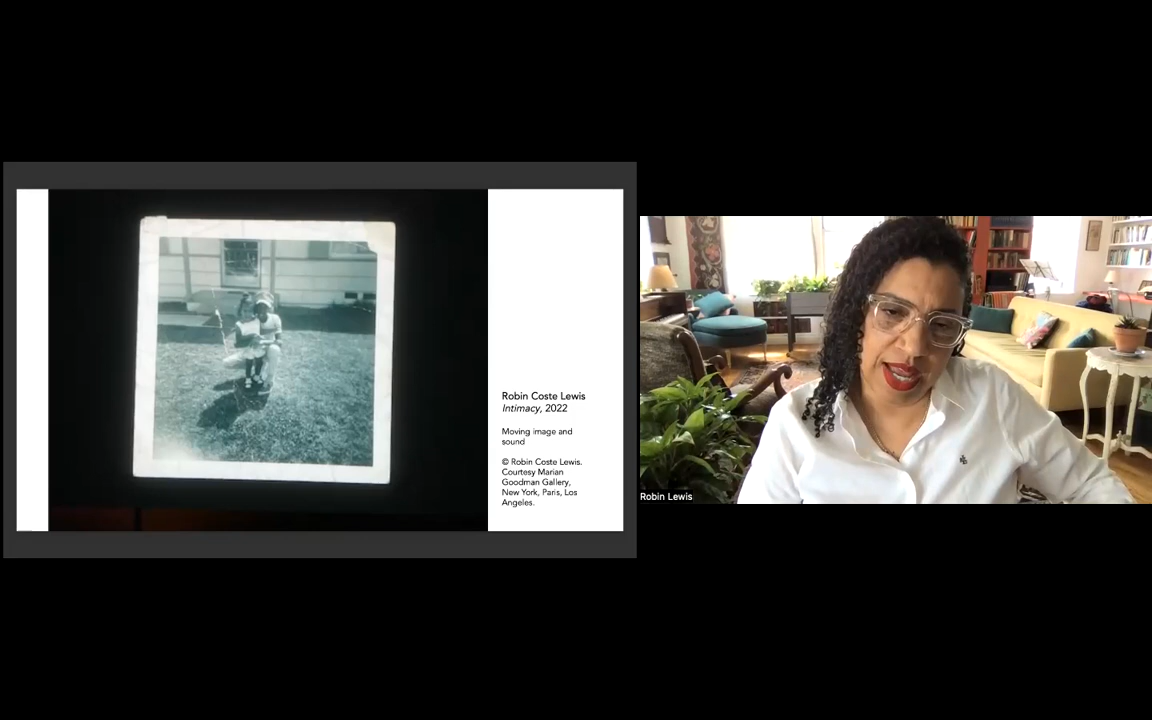 Robin Coste Lewis
Intimacy, 2022
Moving image and
sound
© Robin Coste Lewis.
Courtesy Marian
Goodman Gallery,
New York, Paris, Los
Angeles.
Robin Lewis